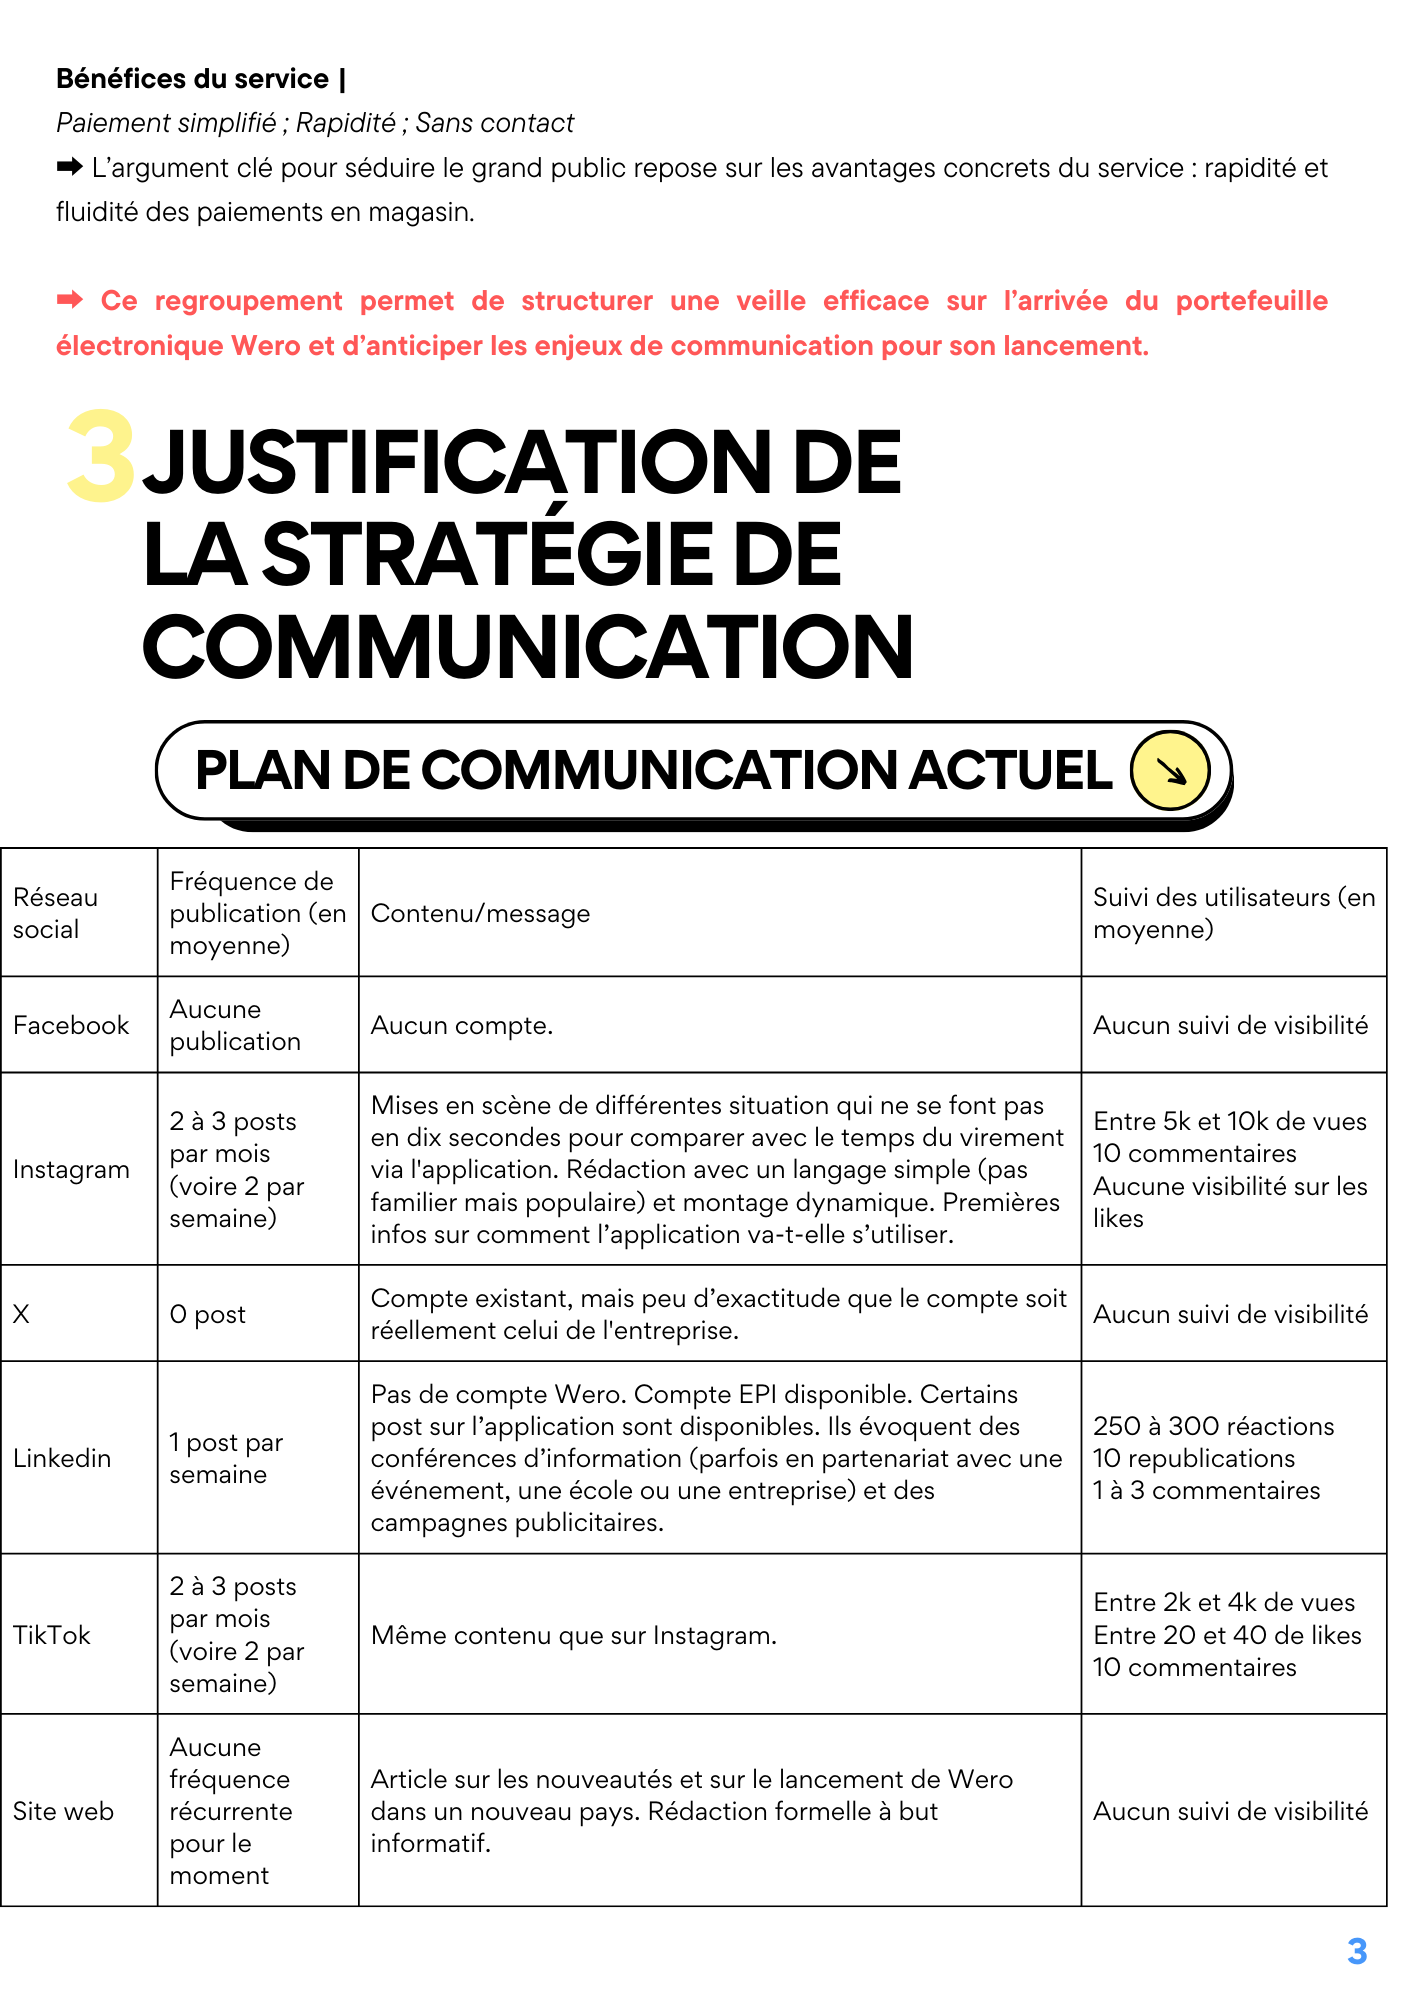 Bénéfices du service |
Paiement simplifié ; Rapidité ; Sans contact
➡ L’argument clé pour séduire le grand public repose sur les avantages concrets du service : rapidité et
fluidité des paiements en magasin.
➡ Ce regroupement permet de structurer une veille efficace sur l’arrivée du portefeuille
électronique Wero et d’anticiper les enjeux de communication pour son lancement.
3 JUSTIFICATION DE
LA STRATÉGIE DE
COMMUNICATION
PLAN DE COMMUNICATION ACTUEL
Réseau
social
Fréquence de
publication (en
moyenne)
Contenu/message
Suivi des utilisateurs (en
moyenne)
Facebook
Aucune
publication
Aucun compte.
Aucun suivi de visibilité
Instagram
2 à 3 posts
par mois
(voire 2 par
semaine)
Mises en scène de différentes situation qui ne se font pas
en dix secondes pour comparer avec le temps du virement
via l'application. Rédaction avec un langage simple (pas
familier mais populaire) et montage dynamique. Premières
infos sur comment l’application va-t-elle s’utiliser.
Entre 5k et 10k de vues
10 commentaires
Aucune visibilité sur les
likes
X
0 post
Compte existant, mais peu d’exactitude que le compte soit
réellement celui de l'entreprise.
Aucun suivi de visibilité
Linkedin
1 post par
semaine
Pas de compte Wero. Compte EPI disponible. Certains
post sur l’application sont disponibles. Ils évoquent des
conférences d’information (parfois en partenariat avec une
événement, une école ou une entreprise) et des
campagnes publicitaires.
250 à 300 réactions
10 republications
1 à 3 commentaires
TikTok
2 à 3 posts
par mois
(voire 2 par
semaine)
Même contenu que sur Instagram.
Entre 2k et 4k de vues
Entre 20 et 40 de likes
10 commentaires
Site web
Aucune
fréquence
récurrente
pour le
moment
Article sur les nouveautés et sur le lancement de Wero
dans un nouveau pays. Rédaction formelle à but
informatif.
Aucun suivi de visibilité
3